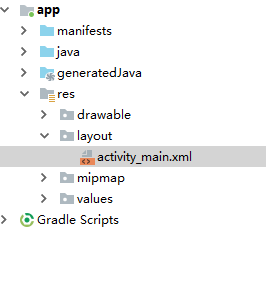 app
manifests
java
generatedJava
res
drawable
layout
activity_main.xml
mipmap
values
Gradle Scripts